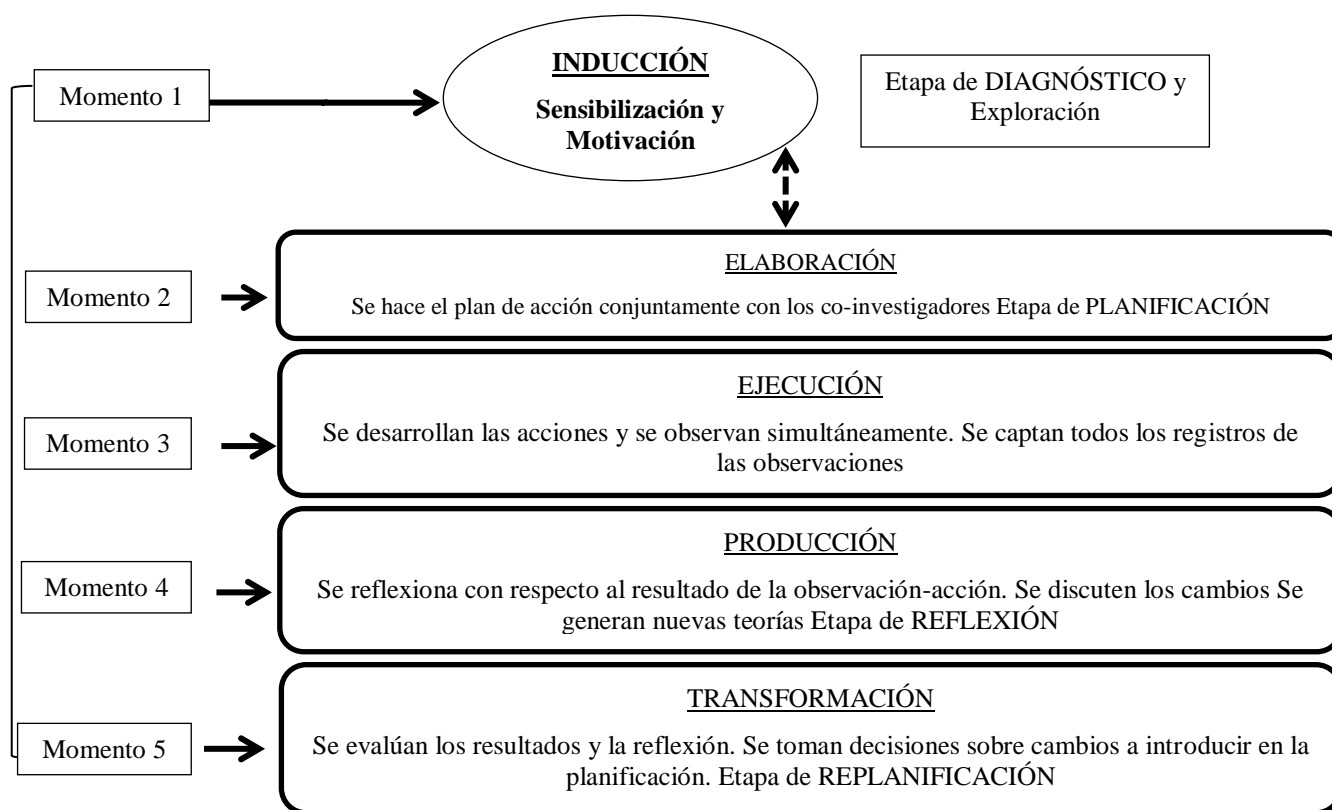 Momento 1
INDUCCIÓN
Sensibilización y
Motivación
Etapa de DIAGNÓSTICO y
Exploración
Momento 2
ELABORACIÓN
Se hace el plan de acción conjuntamente con los co-investigadores Etapa de PLANIFICACIÓN
Momento 3
EJECUCIÓN
Se desarrollan las acciones y se observan simultáneamente. Se captan todos los registros de
las observaciones
Momento 4
PRODUCCIÓN
Se reflexiona con respecto al resultado de la observación-acción. Se discuten los cambios Se
generan nuevas teorías Etapa de REFLEXIÓN
Momento 5
TRANSFORMACIÓN
Se evalúan los resultados y la reflexión. Se toman decisiones sobre cambios a introducir en la
planificación. Etapa de REPLANIFICACIÓN